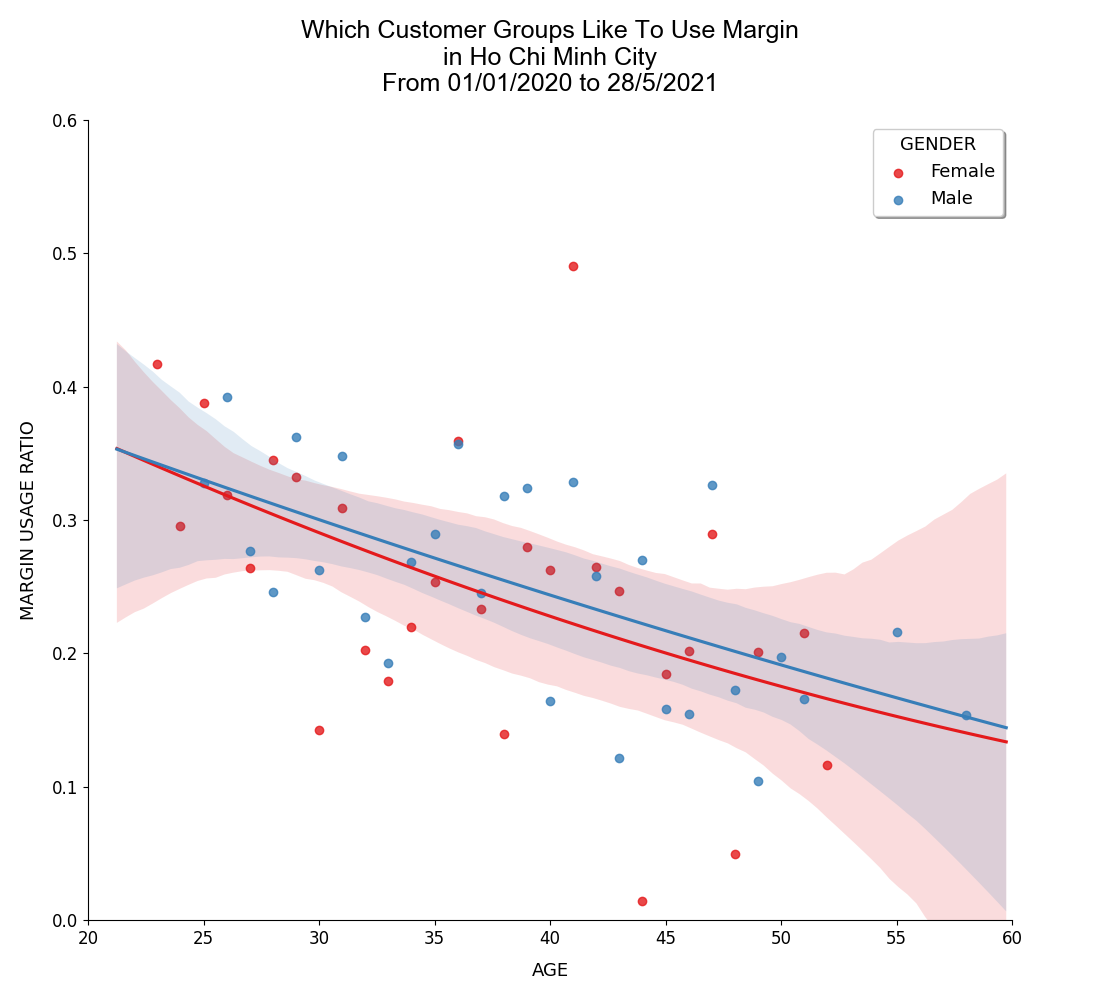 Which Customer Groups Like To Use Margin
in Ho Chi Minh City
From 01/01/2020 to 28/5/2021
GENDER
Female
Male
MARGIN USAGE RATIO
0.6
0.5
0.4
0.3
0.2
0.1
0.0
20 25 30 35 40 45 50 55 60
AGE